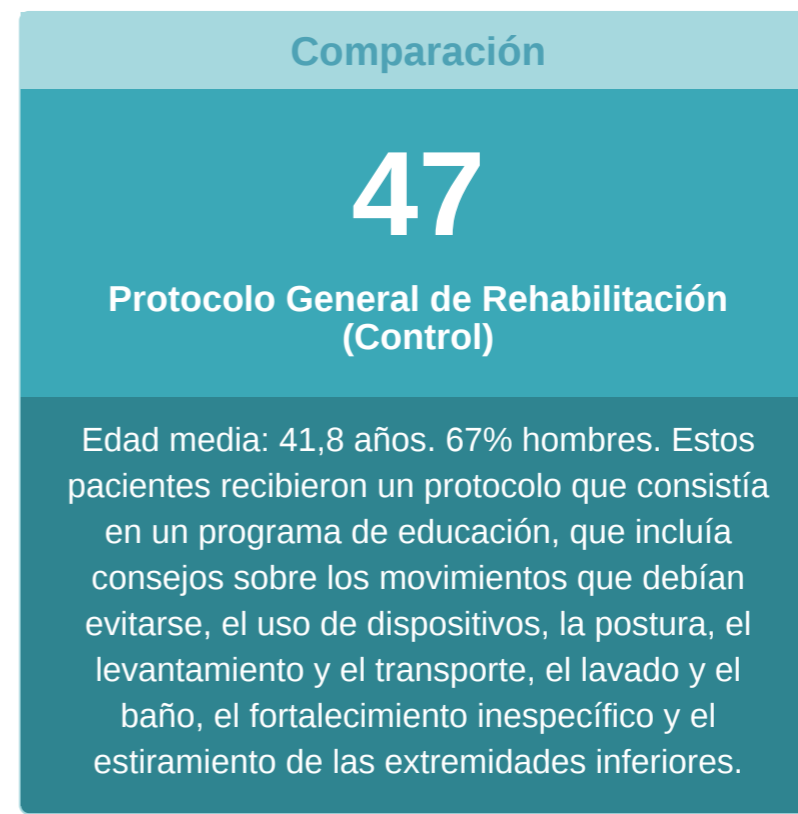 Comparación
47
Protocolo General de Rehabilitación
(Control)
Edad media: 41,8 años. 67% hombres. Estos
pacientes recibieron un protocolo que consistía
en un programa de educación, que incluía
consejos sobre los movimientos que debían
evitarse, el uso de dispositivos, la postura, el
levantamiento y el transporte, el lavado y el
baño, el fortalecimiento inespecífico y el
estiramiento de las extremidades inferiores.